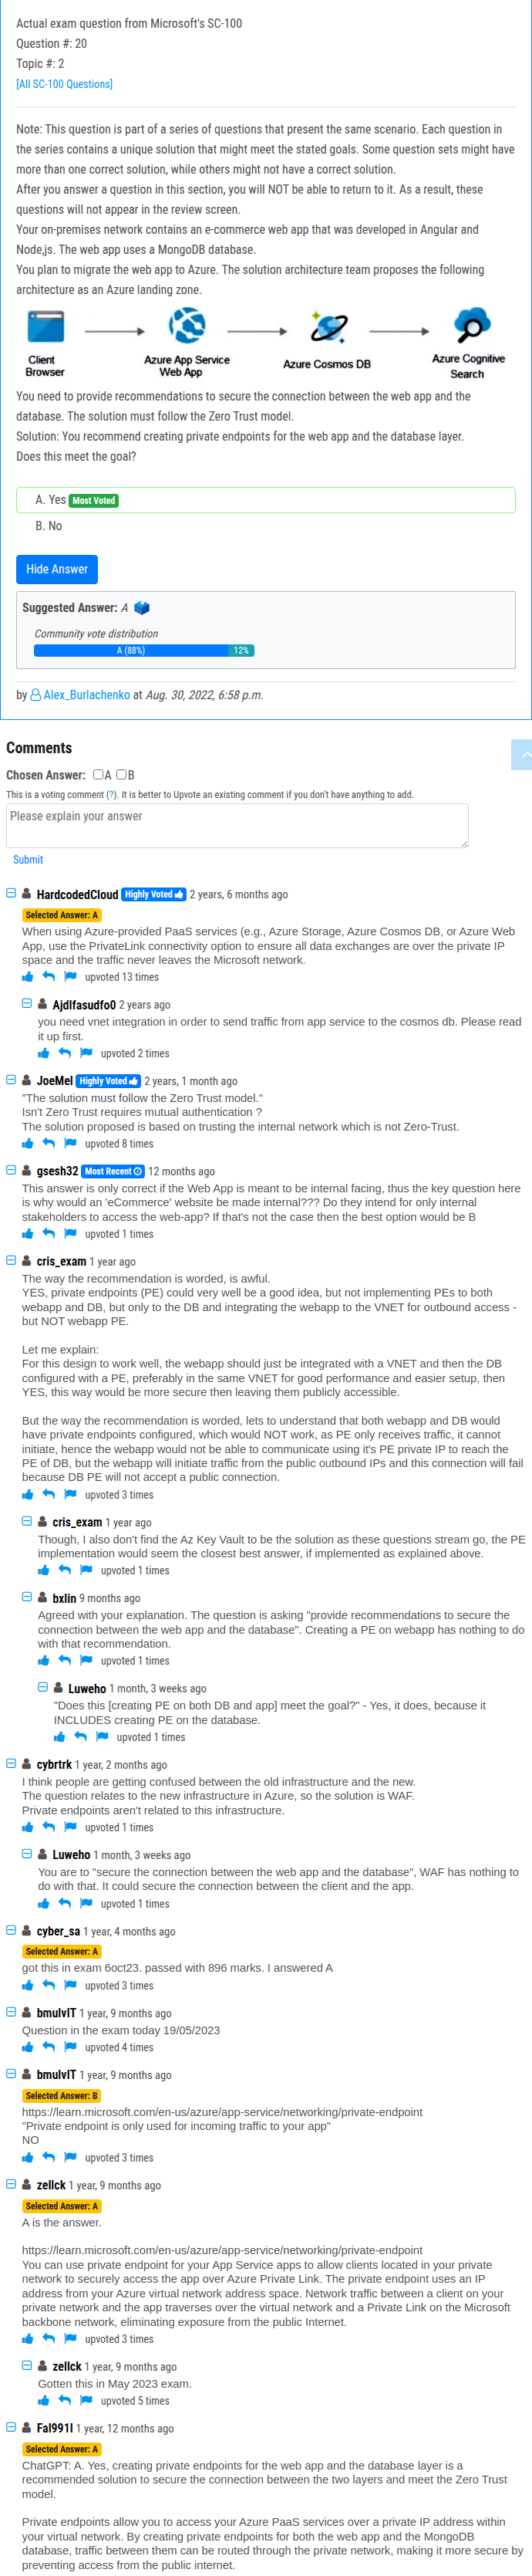 Actual exam question from Microsoft's SC-100
Question #: 20
Topic #: 2
[All SC-100 Questions]
Note: This question is part of a series of questions that present the same scenario. Each question in
the series contains a unique solution that might meet the stated goals. Some question sets might have
more than one correct solution, while others might not have a correct solution.
After you answer a question in this section, you will NOT be able to return to it. As a result, these
questions will not appear in the review screen.
Your on-premises network contains an e-commerce web app that was developed in Angular and
Node,js. The web app uses a MongoDB database.
You plan to migrate the web app to Azure. The solution architecture team proposes the following
architecture as an Azure landing zone.
Client
Browser
Azure App Service
Web App
Azure Cosmos DB
Azure Cognitive
Search
You need to provide recommendations to secure the connection between the web app and the
database. The solution must follow the Zero Trust model.
Solution: You recommend creating private endpoints for the web app and the database layer.
Does this meet the goal?
A. Yes Most Voted
B. No
Hide Answer
Suggested Answer: A
Community vote distribution
A (88%) 12%
by Alex_Burlachenko at Aug. 30, 2022, 6:58 p.m.
Comments
Chosen Answer: A B
This is a voting comment (?). It is better to Upvote an existing comment if you don't have anything to add.
Please explain your answer
Submit
HardcodedCloud Highly Voted 2 years, 6 months ago
Selected Answer: A
When using Azure-provided PaaS services (e.g., Azure Storage, Azure Cosmos DB, or Azure Web
App, use the PrivateLink connectivity option to ensure all data exchanges are over the private IP
space and the traffic never leaves the Microsoft network.
upvoted 13 times
Ajdlfasudfo0 2 years ago
you need vnet integration in order to send traffic from app service to the cosmos db. Please read
it up first.
upvoted 2 times
JoeMel Highly Voted 2 years, 1 month ago
"The solution must follow the Zero Trust model."
Isn't Zero Trust requires mutual authentication ?
The solution proposed is based on trusting the internal network which is not Zero-Trust.
upvoted 8 times
gsesh32 Most Recent 12 months ago
This answer is only correct if the Web App is meant to be internal facing, thus the key question here
is why would an 'eCommerce' website be made internal??? Do they intend for only internal
stakeholders to access the web-app? If that's not the case then the best option would be B
upvoted 1 times
cris_exam 1 year ago
The way the recommendation is worded, is awful.
YES, private endpoints (PE) could very well be a good idea, but not implementing PEs to both
webapp and DB, but only to the DB and integrating the webapp to the VNET for outbound access -
but NOT webapp PE.
Let me explain:
For this design to work well, the webapp should just be integrated with a VNET and then the DB
configured with a PE, preferably in the same VNET for good performance and easier setup, then
YES, this way would be more secure then leaving them publicly accessible.
But the way the recommendation is worded, lets to understand that both webapp and DB would
have private endpoints configured, which would NOT work, as PE only receives traffic, it cannot
initiate, hence the webapp would not be able to communicate using it's PE private IP to reach the
PE of DB, but the webapp will initiate traffic from the public outbound IPs and this connection will fail
because DB PE will not accept a public connection.
upvoted 3 times
cris_exam 1 year ago
Though, I also don't find the Az Key Vault to be the solution as these questions stream go, the PE
implementation would seem the closest best answer, if implemented as explained above.
upvoted 1 times
bxlin 9 months ago
Agreed with your explanation. The question is asking "provide recommendations to secure the
connection between the web app and the database". Creating a PE on webapp has nothing to do
with that recommendation.
upvoted 1 times
Luweho 1 month, 3 weeks ago
"Does this [creating PE on both DB and app] meet the goal?" - Yes, it does, because it
INCLUDES creating PE on the database.
upvoted 1 times
cybrtrk 1 year, 2 months ago
I think people are getting confused between the old infrastructure and the new.
The question relates to the new infrastructure in Azure, so the solution is WAF.
Private endpoints aren't related to this infrastructure.
upvoted 1 times
Luweho 1 month, 3 weeks ago
You are to "secure the connection between the web app and the database", WAF has nothing to
do with that. It could secure the connection between the client and the app.
upvoted 1 times
cyber_sa 1 year, 4 months ago
Selected Answer: A
got this in exam 6oct23. passed with 896 marks. I answered A
upvoted 3 times
bmulvIT 1 year, 9 months ago
Question in the exam today 19/05/2023
upvoted 4 times
bmulvIT 1 year, 9 months ago
Selected Answer: B
https://learn.microsoft.com/en-us/azure/app-service/networking/private-endpoint
"Private endpoint is only used for incoming traffic to your app"
NO
upvoted 3 times
zellck 1 year, 9 months ago
Selected Answer: A
A is the answer.
https://learn.microsoft.com/en-us/azure/app-service/networking/private-endpoint
You can use private endpoint for your App Service apps to allow clients located in your private
network to securely access the app over Azure Private Link. The private endpoint uses an IP
address from your Azure virtual network address space. Network traffic between a client on your
private network and the app traverses over the virtual network and a Private Link on the Microsoft
backbone network, eliminating exposure from the public Internet.
upvoted 3 times
zellck 1 year, 9 months ago
Gotten this in May 2023 exam.
upvoted 5 times
Fal991l 1 year, 12 months ago
Selected Answer: A
ChatGPT: A. Yes, creating private endpoints for the web app and the database layer is a
recommended solution to secure the connection between the two layers and meet the Zero Trust
model.
Private endpoints allow you to access your Azure PaaS services over a private IP address within
your virtual network. By creating private endpoints for both the web app and the MongoDB
database, traffic between them can be routed through the private network, making it more secure by
preventing access from the public internet.